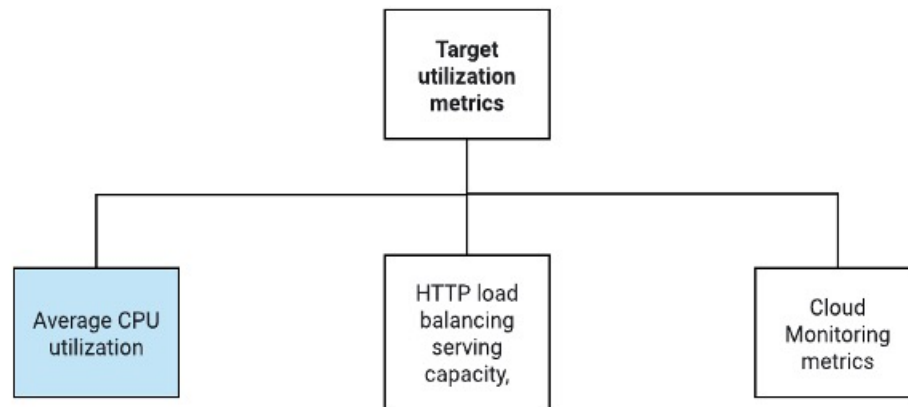 Target
utilization
metrics
Average CPU
utilization
HTTP load
balancing
serving
capacity,
Cloud
Monitoring
metrics